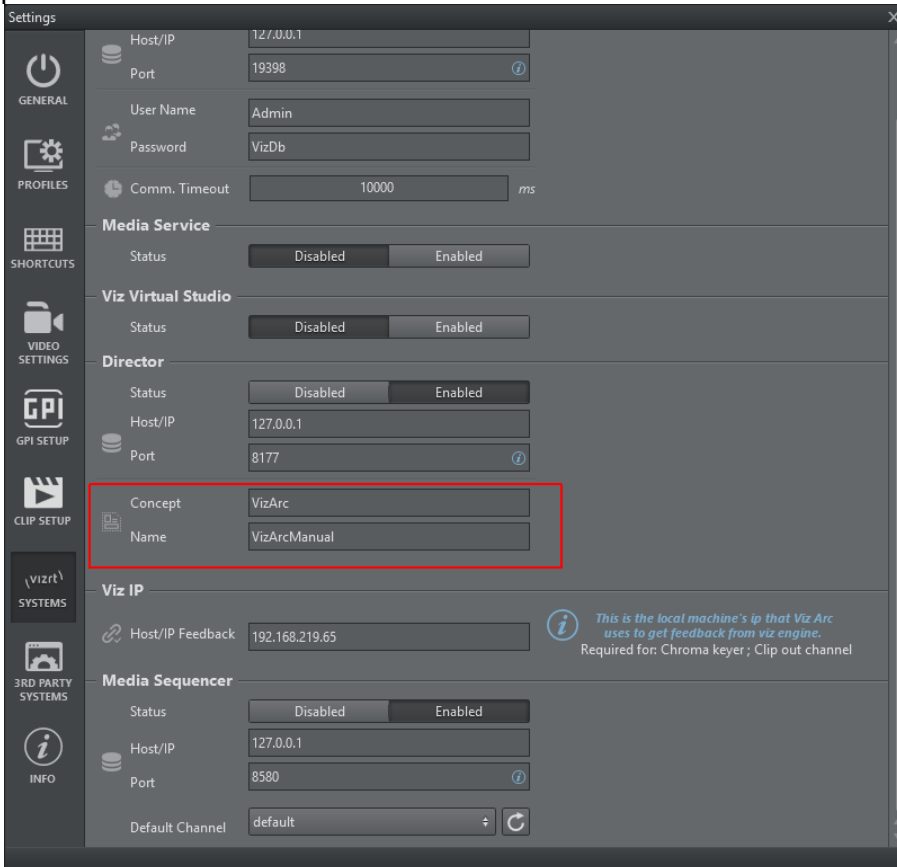 Settings
GENERAL
PROFILES
SHORTCUTS
VIDEO
SETTINGS
GPI
GPI SETUP
CLIP SETUP
vizrt
SYSTEMS
3RD PARTY
SYSTEMS
INFO
Host/IP 127.0.0.1
Port 19398
User Name Admin
Password VizDb
Comm. Timeout 10000 ms
Media Service
Status Disabled Enabled
Viz Virtual Studio
Status Disabled Enabled
Director
Status Disabled Enabled
Host/IP 127.0.0.1
Port 8177
Concept VizArc
Name VizArcManual
Viz IP
Host/IP Feedback 192.168.219.65
This is the local machine's ip that Viz Arc
uses to get feedback from viz engine.
Required for: Chroma keyer ; Clip out channel
Media Sequencer
Status Disabled Enabled
Host/IP 127.0.0.1
Port 8580
Default Channel default